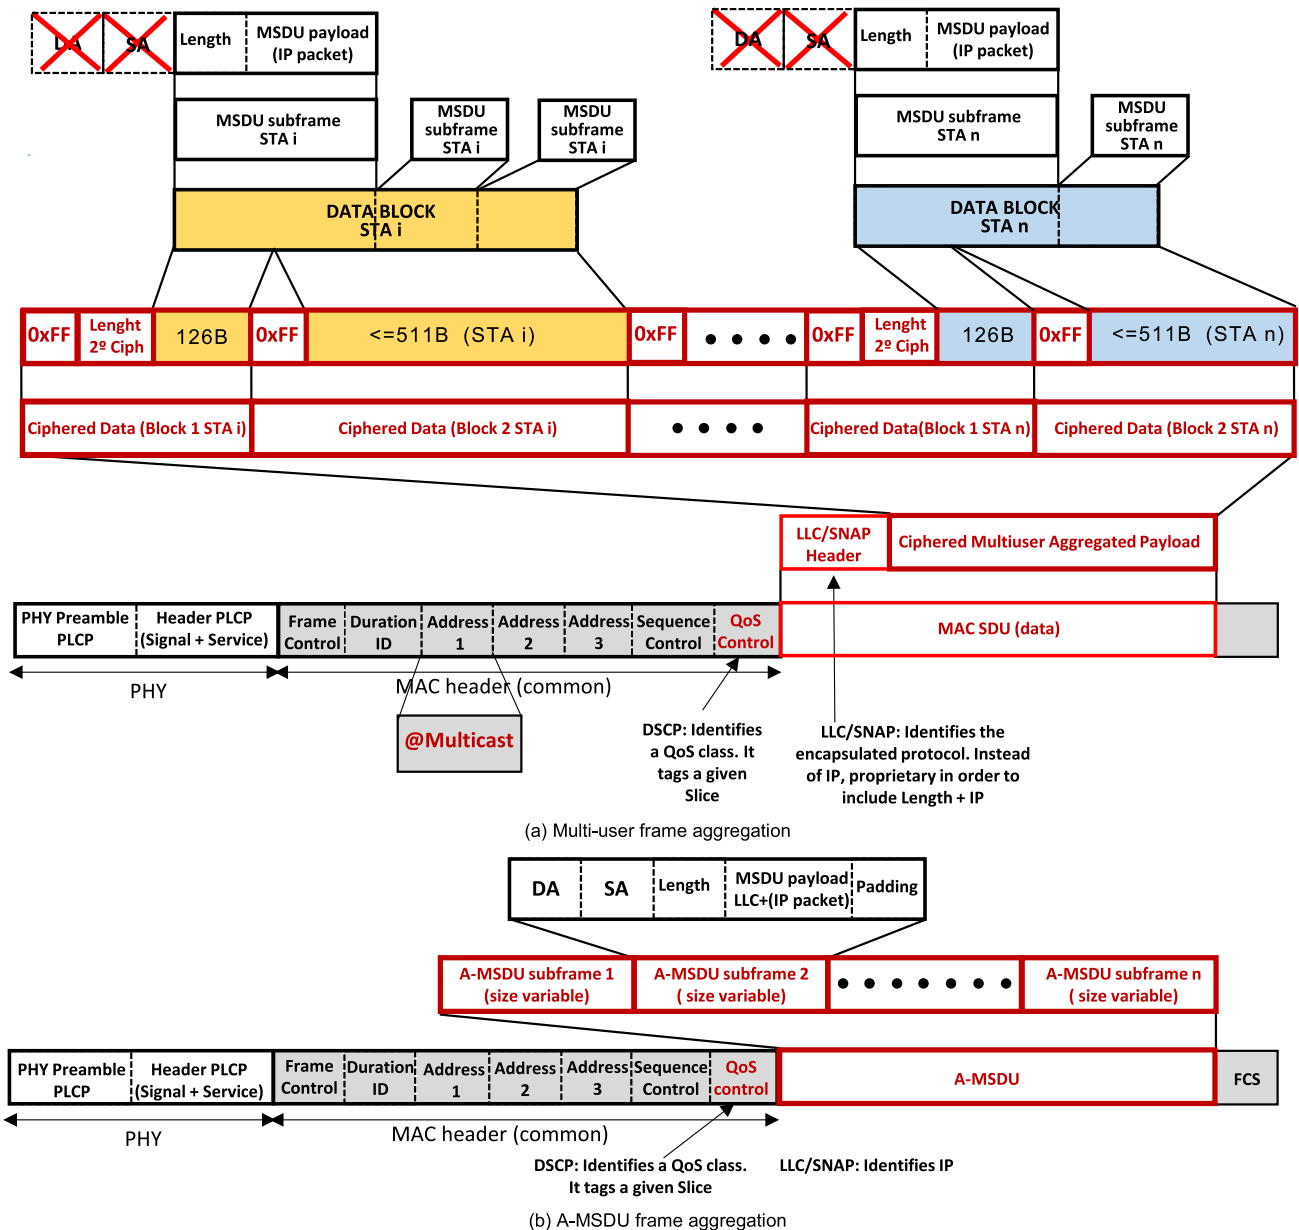 DA
SA
Length
MSDU payload
(IP packet)
DA
SA
Length
MSDU payload
(IP packet)
MSDU subframe
STA i
MSDU
subframe
STA i
MSDU
subframe
STA i
MSDU subframe
STA n
MSDU
subframe
STA n
DATA BLOCK
STA i
DATA BLOCK
STA n
0xFF
Lenght
2º Ciph
126B
0xFF
<=511B (STA i)
0xFF
• • • •
0xFF
Lenght
2º Ciph
126B
0xFF
<=511B (STA n)
Ciphered Data (Block 1 STA i)
Ciphered Data (Block 2 STA i)
• • • •
Ciphered Data(Block 1 STA n)
Ciphered Data (Block 2 STA n)
LLC/SNAP
Header
Ciphered Multiuser Aggregated Payload
PHY Preamble
PLCP
Header PLCP
(Signal + Service)
Frame
Control
Duration
ID
Address
1
Address
2
Address
3
Sequence
Control
QoS
Control
MAC SDU (data)
PHY
MAC header (common)
@Multicast
DSCP: Identifies
a QoS class. It
tags a given
Slice
LLC/SNAP: Identifies the
encapsulated protocol. Instead
of IP, proprietary in order to
include Length + IP
(a) Multi-user frame aggregation
DA
SA
Length
MSDU payload
LLC+(IP packet)
Padding
A-MSDU subframe 1
(size variable)
A-MSDU subframe 2
( size variable)
• • • • • • •
A-MSDU subframe n
( size variable)
PHY Preamble
PLCP
Header PLCP
(Signal + Service)
Frame
Control
Duration
ID
Address
1
Address
2
Address
3
Sequence
Control
QoS
control
A-MSDU
FCS
PHY
MAC header (common)
DSCP: Identifies a QoS class.
It tags a given Slice
LLC/SNAP: Identifies IP
(b) A-MSDU frame aggregation